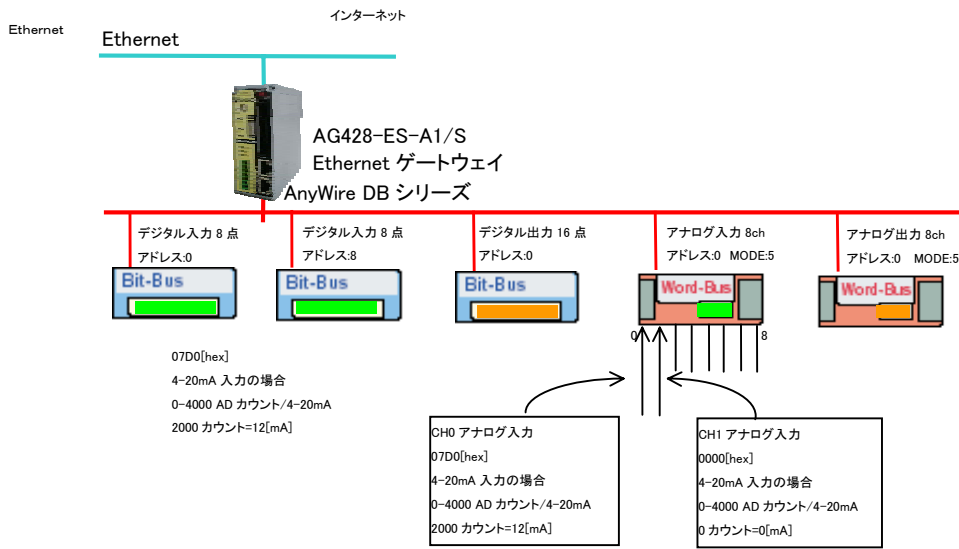 インターネット
Ethernet
Ethernet
AG428-ES-A1/S
Ethernet ゲートウェイ
AnyWire DB シリーズ
デジタル入力 8 点
アドレス:0
Bit-Bus
デジタル入力 8 点
アドレス:8
Bit-Bus
デジタル出力 16 点
アドレス:0
Bit-Bus
アナログ入力 8ch
アドレス:0 MODE:5
Word-Bus
アナログ出力 8ch
アドレス:0 MODE:5
Word-Bus
0
8
07D0[hex]
4-20mA 入力の場合
0-4000 AD カウント/4-20mA
2000 カウント=12[mA]
CH0 アナログ入力
07D0[hex]
4-20mA 入力の場合
0-4000 AD カウント/4-20mA
2000 カウント=12[mA]
CH1 アナログ入力
0000[hex]
4-20mA 入力の場合
0-4000 AD カウント/4-20mA
0 カウント=0[mA]